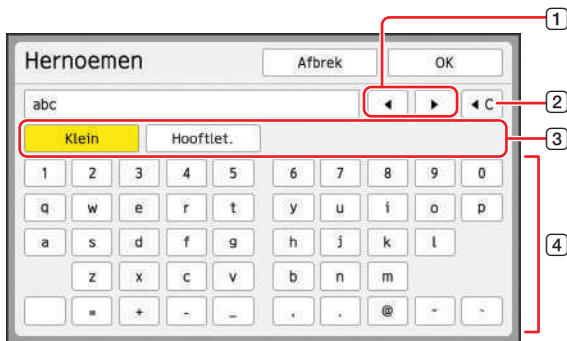 1
Hernoemen Afbrek OK
abc ◀ ▶ ◀ C 2
Klein Hooftlet. 3
1 2 3 4 5 6 7 8 9 0
q w e r t y u i o p
a s d f g h j k l 4
z x c v b n m
= + - _ , . @ ~ `